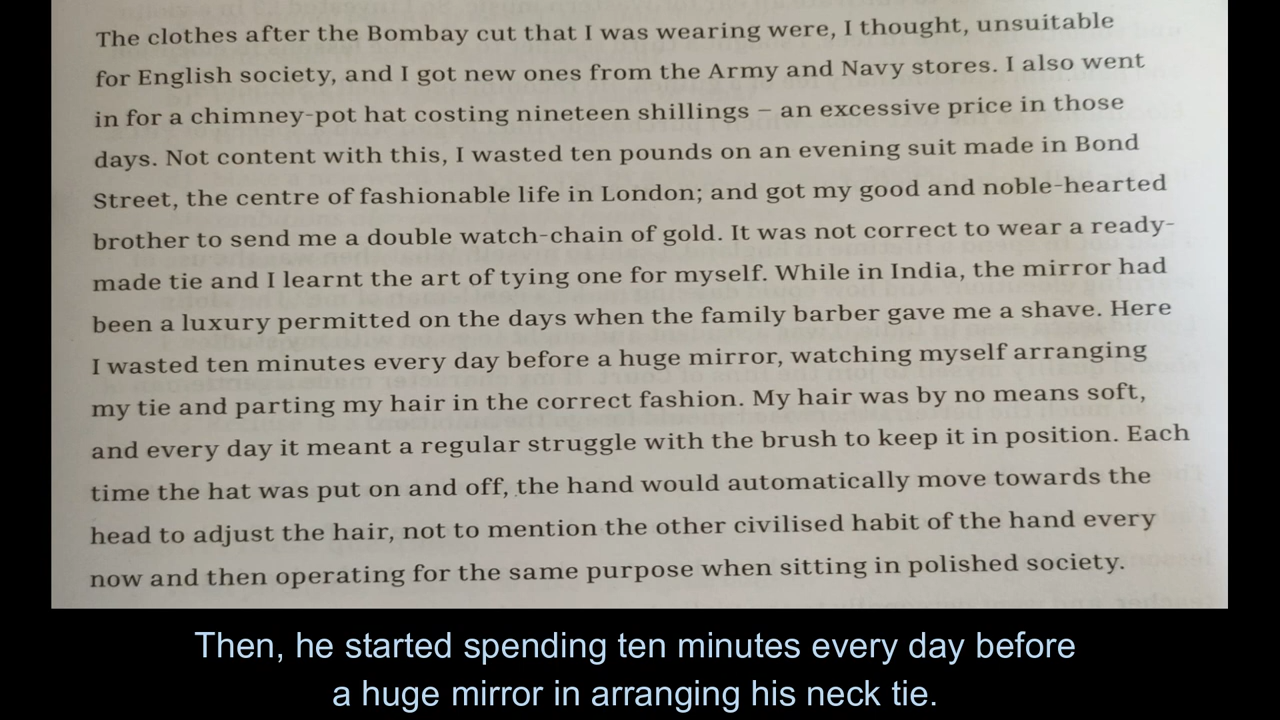 The clothes after the Bombay cut that I was wearing were, I thought, unsuitable
for English society, and I got new ones from the Army and Navy stores. I also went
in for a chimney-pot hat costing nineteen shillings – an excessive price in those
days. Not content with this, I wasted ten pounds on an evening suit made in Bond
Street, the centre of fashionable life in London; and got my good and noble-hearted
brother to send me a double watch-chain of gold. It was not correct to wear a ready-
made tie and I learnt the art of tying one for myself. While in India, the mirror had
been a luxury permitted on the days when the family barber gave me a shave. Here
I wasted ten minutes every day before a huge mirror, watching myself arranging
my tie and parting my hair in the correct fashion. My hair was by no means soft,
and every day it meant a regular struggle with the brush to keep it in position. Each
time the hat was put on and off, the hand would automatically move towards the
head to adjust the hair, not to mention the other civilised habit of the hand every
now and then operating for the same purpose when sitting in polished society.
Then, he started spending ten minutes every day before
a huge mirror in arranging his neck tie.